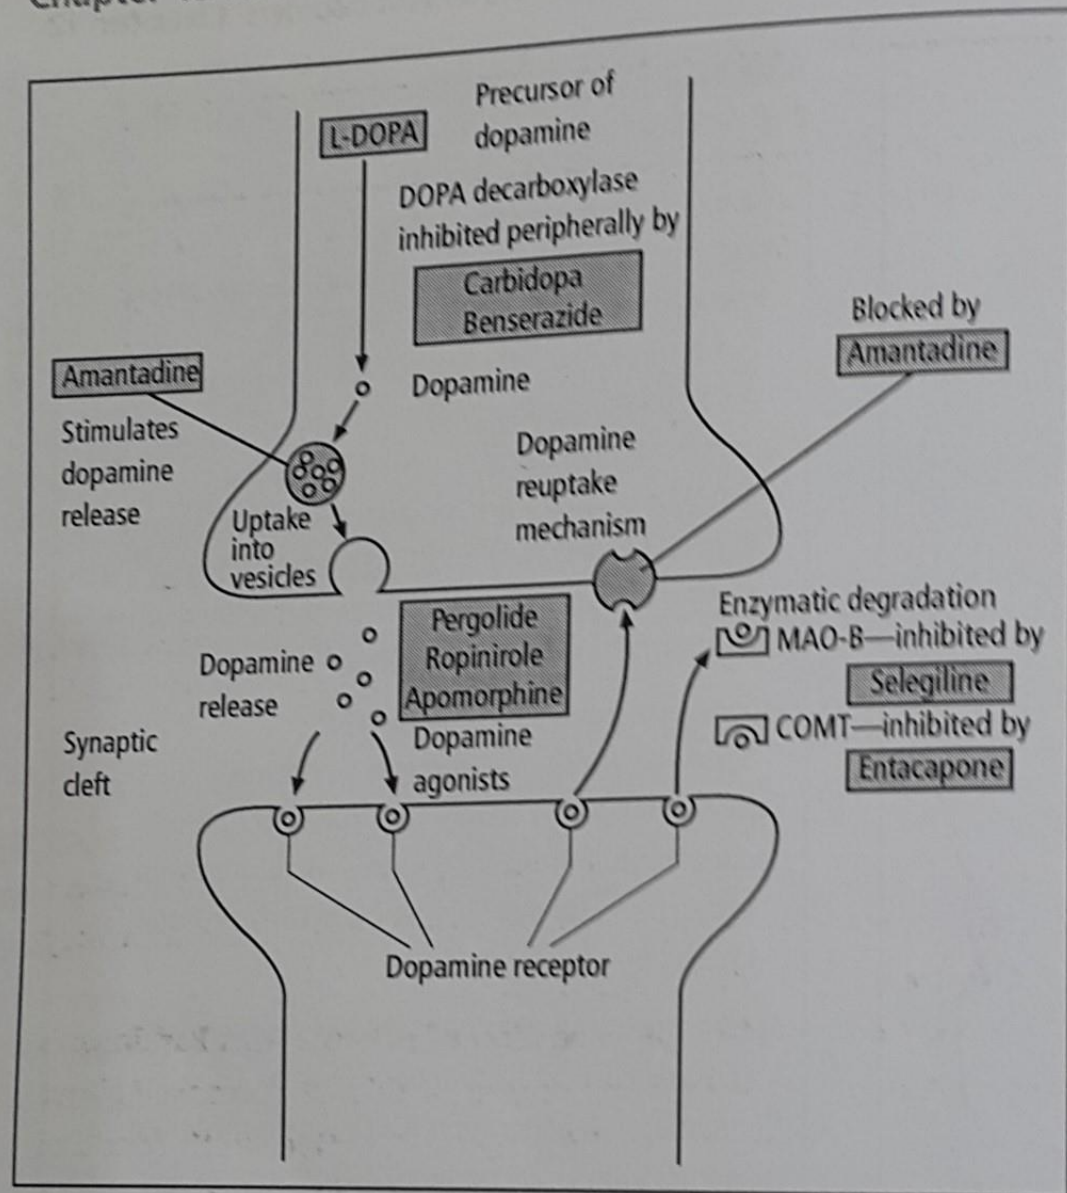 L-DOPA
Precursor of
dopamine
DOPA decarboxylase
inhibited peripherally by
Carbidopa
Benserazide
Blocked by
Amantadine
Amantadine
Stimulates
dopamine
release
Dopamine
Dopamine
reuptake
mechanism
Uptake
into
vesicles
Pergolide
Ropinirole
Apomorphine
Dopamine
agonists
Dopamine
release
Synaptic
cleft
Enzymatic degradation
MAO-B—inhibited by
Selegiline
COMT—inhibited by
Entacapone
Dopamine receptor